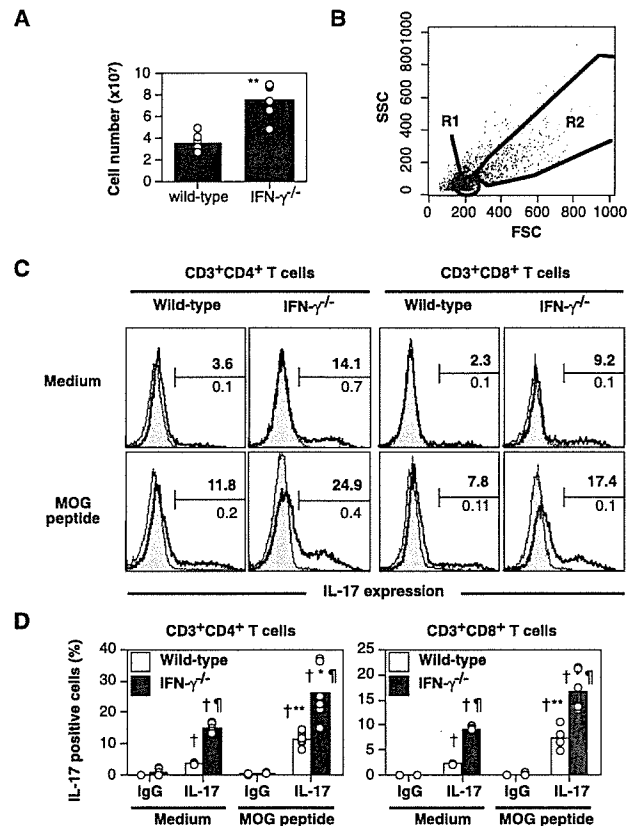 A
Cell number (x10⁷)
10
8
6
4
2
0
**
wild-type
IFN-γ-/-
B
SSC
1000
800
600
400
200
0
R1
R2
0
200
400
600
800
1000
FSC
C
CD3+CD4+ T cells
CD3+CD8+ T cells
Wild-type
IFN-γ-/-
Wild-type
IFN-γ-/-
Medium
3.6
0.1
14.1
0.7
2.3
0.1
9.2
0.1
MOG
peptide
11.8
0.2
24.9
0.4
7.8
0.11
17.4
0.1
IL-17 expression
D
CD3+CD4+ T cells
IL-17 positive cells (%)
40
30
20
10
0
Wild-type
IFN-γ-/-
†
†¶
†**
†*¶
IgG
IL-17
IgG
IL-17
Medium
MOG peptide
CD3+CD8+ T cells
25
20
15
10
5
0
Wild-type
IFN-γ-/-
†
†¶
†**
†*¶
IgG
IL-17
IgG
IL-17
Medium
MOG peptide